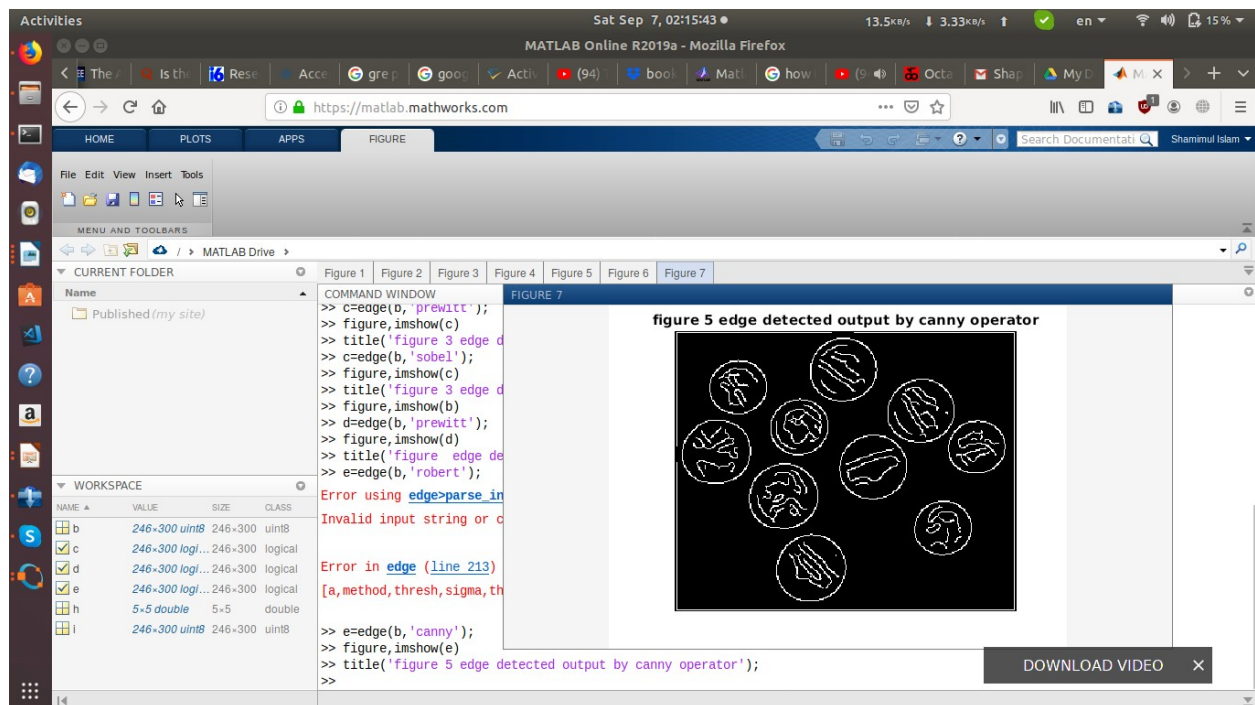 Activities
Sat Sep 7, 02:15:43
13.5KB/s ⬇ 3.33KB/s ⬆
en
15 %
MATLAB Online R2019a - Mozilla Firefox
The A
Is the
Rese
Acce
grep
goog
Activ
(94)
book
Matl
how
Octa
Shap
My D
M
https://matlab.mathworks.com
HOME
PLOTS
APPS
FIGURE
Search Documentati
Shamimul Islam
File Edit View Insert Tools
MENU AND TOOLBARS
/ › MATLAB Drive ›
CURRENT FOLDER
Name
Published (my site)
WORKSPACE
NAME VALUE SIZE CLASS
b 246×300 uint8 246×300 uint8
c 246×300 logi... 246×300 logical
d 246×300 logi... 246×300 logical
e 246×300 logi... 246×300 logical
h 5×5 double 5×5 double
i 246×300 uint8 246×300 uint8
Figure 1 Figure 2 Figure 3 Figure 4 Figure 5 Figure 6 Figure 7
COMMAND WINDOW
>> c=edge(b,'prewitt');
>> figure,imshow(c)
>> title('figure 3 edge d
>> c=edge(b,'sobel');
>> figure,imshow(c)
>> title('figure 3 edge d
>> figure,imshow(b)
>> d=edge(b,'prewitt');
>> figure,imshow(d)
>> title('figure  edge de
>> e=edge(b,'robert');
Error using edge>parse_in
Invalid input string or c
Error in edge (line 213)
[a,method,thresh,sigma,th
>> e=edge(b,'canny');
>> figure,imshow(e)
>> title('figure 5 edge detected output by canny operator');
>>
FIGURE 7
figure 5 edge detected output by canny operator
DOWNLOAD VIDEO